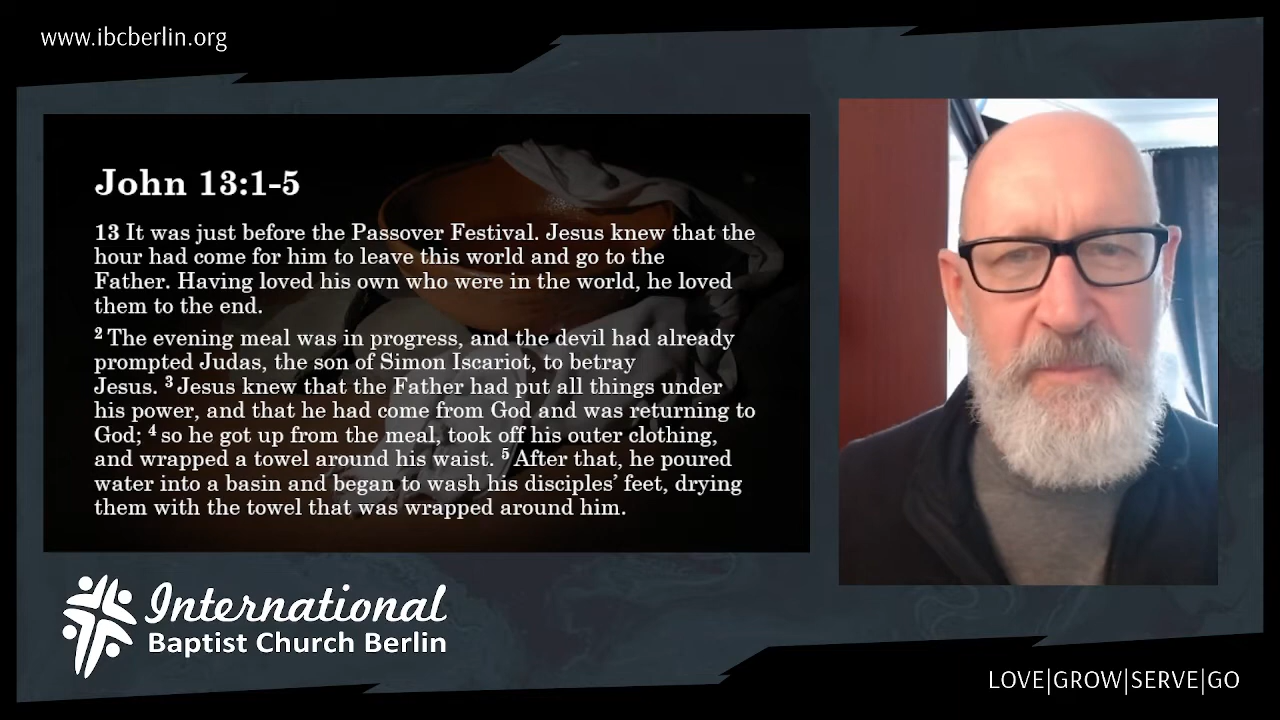 www.ibcberlin.org
John 13:1-5
13 It was just before the Passover Festival. Jesus knew that the
hour had come for him to leave this world and go to the
Father. Having loved his own who were in the world, he loved
them to the end.
2 The evening meal was in progress, and the devil had already
prompted Judas, the son of Simon Iscariot, to betray
Jesus. 3 Jesus knew that the Father had put all things under
his power, and that he had come from God and was returning to
God; 4 so he got up from the meal, took off his outer clothing,
and wrapped a towel around his waist. 5 After that, he poured
water into a basin and began to wash his disciples’ feet, drying
them with the towel that was wrapped around him.
International
Baptist Church Berlin
LOVE|GROW|SERVE|GO